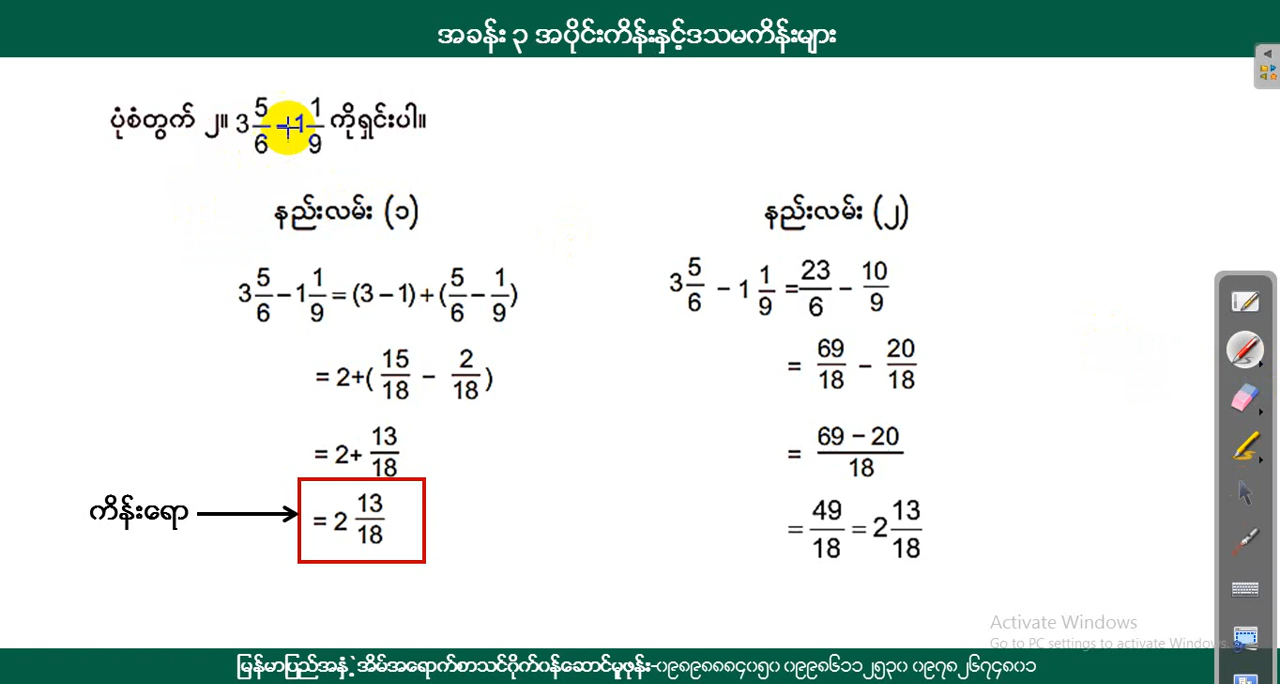 အခန်း ၃ အပိုင်းကိန်းနှင့်ဒသမကိန်းများ
ပုံစံတွက် ၂။ 3 5/6 − 1 1/9 ကိုရှင်းပါ။
နည်းလမ်း (၁)
3 5/6 − 1 1/9 = (3 − 1) + (5/6 − 1/9)
= 2+(15/18 − 2/18)
= 2+ 13/18
ကိန်းရော
= 2 13/18
နည်းလမ်း (၂)
3 5/6 − 1 1/9 = 23/6 − 10/9
= 69/18 − 20/18
= 69 − 20/18
= 49/18 = 2 13/18
Activate Windows
Go to PC settings to activate Windows.
မြန်မာပြည်အနှံ့ အိမ်အရောက်စာသင်ဝိုက်ဝန်ဆောင်မှုဖုန်း-၀၉၈၉၈၈၈၄၀၅၀ ၀၉၉၈၆၁၁၂၅၃၀ ၀၉၇၈၂၆၇၄၈၀၁